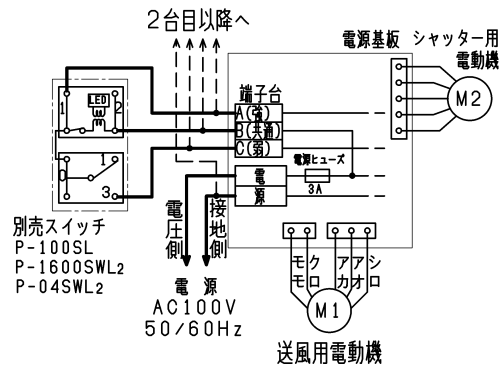 2台目以降へ
電源基板
シャッター用
電動機
M2
端子台
A(強)
B(共通)
C(弱)
電源ヒューズ
3A
電
源
LED
1
2
0
1
3
別売スイッチ
P-100SL
P-1600SWL2
P-04SWL2
電圧側
接地側
電 源
AC100V
50/60Hz
モモ
クロ
アカ
アオ
シロ
M1
送風用電動機